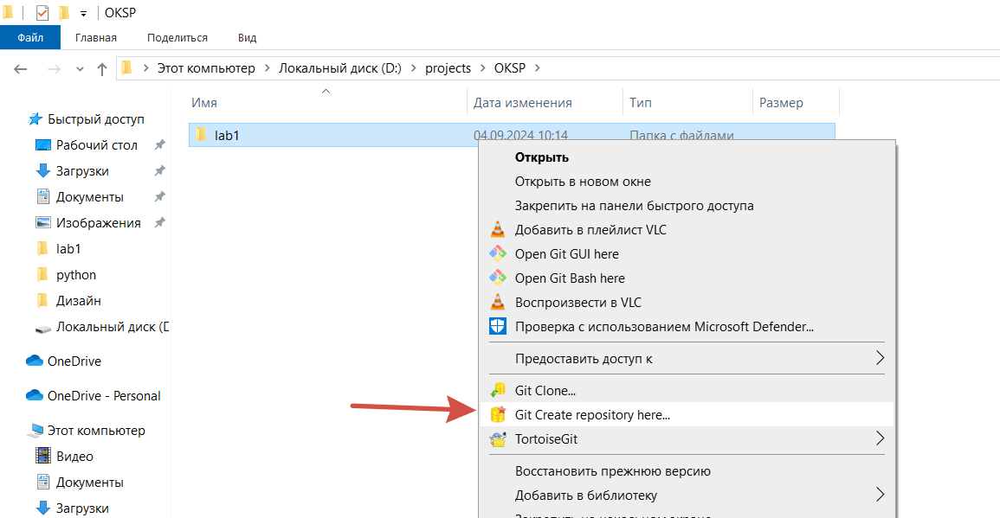 OKSP
Файл Главная Поделиться Вид
Этот компьютер Локальный диск (D:) projects OKSP
Имя Дата изменения Тип Размер
lab1 04.09.2024 10:14 Папка с файлами
Быстрый доступ
Рабочий стол
Загрузки
Документы
Изображения
lab1
python
Дизайн
Локальный диск (D
OneDrive
OneDrive - Personal
Этот компьютер
Видео
Документы
Загрузки
Открыть
Открыть в новом окне
Закрепить на панели быстрого доступа
Добавить в плейлист VLC
Open Git GUI here
Open Git Bash here
Воспроизвести в VLC
Проверка с использованием Microsoft Defender...
Предоставить доступ к
Git Clone...
Git Create repository here...
TortoiseGit
Восстановить прежнюю версию
Добавить в библиотеку